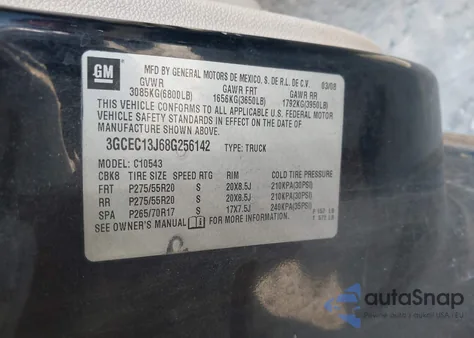 GM
MFD BY GENERAL MOTORS DE MEXICO, S. DE R.L. DE C.V. 03/08
GVWR GAWR FRT GAWR RR
3085KG(6800LB) 1656KG(3650LB) 1792KG(3950LB)
THIS VEHICLE CONFORMS TO ALL APPLICABLE U.S. FEDERAL MOTOR
VEHICLE SAFETY STANDARDS IN EFFECT ON THE DATE OF
MANUFACTURE SHOWN ABOVE.
3GCEC13J68G256142 TYPE: TRUCK
MODEL: C10543
CBK8 TIRE SIZE SPEED RTG RIM COLD TIRE PRESSURE
FRT P275/55R20 S 20X8.5J 210KPA(30PSI)
RR P275/55R20 S 20X8.5J 210KPA(30PSI)
SPA P265/70R17 S 17X7.5J 240KPA(35PSI)
SEE OWNER'S MANUAL FOR ADDITIONAL INFORMATION.
autoSnap